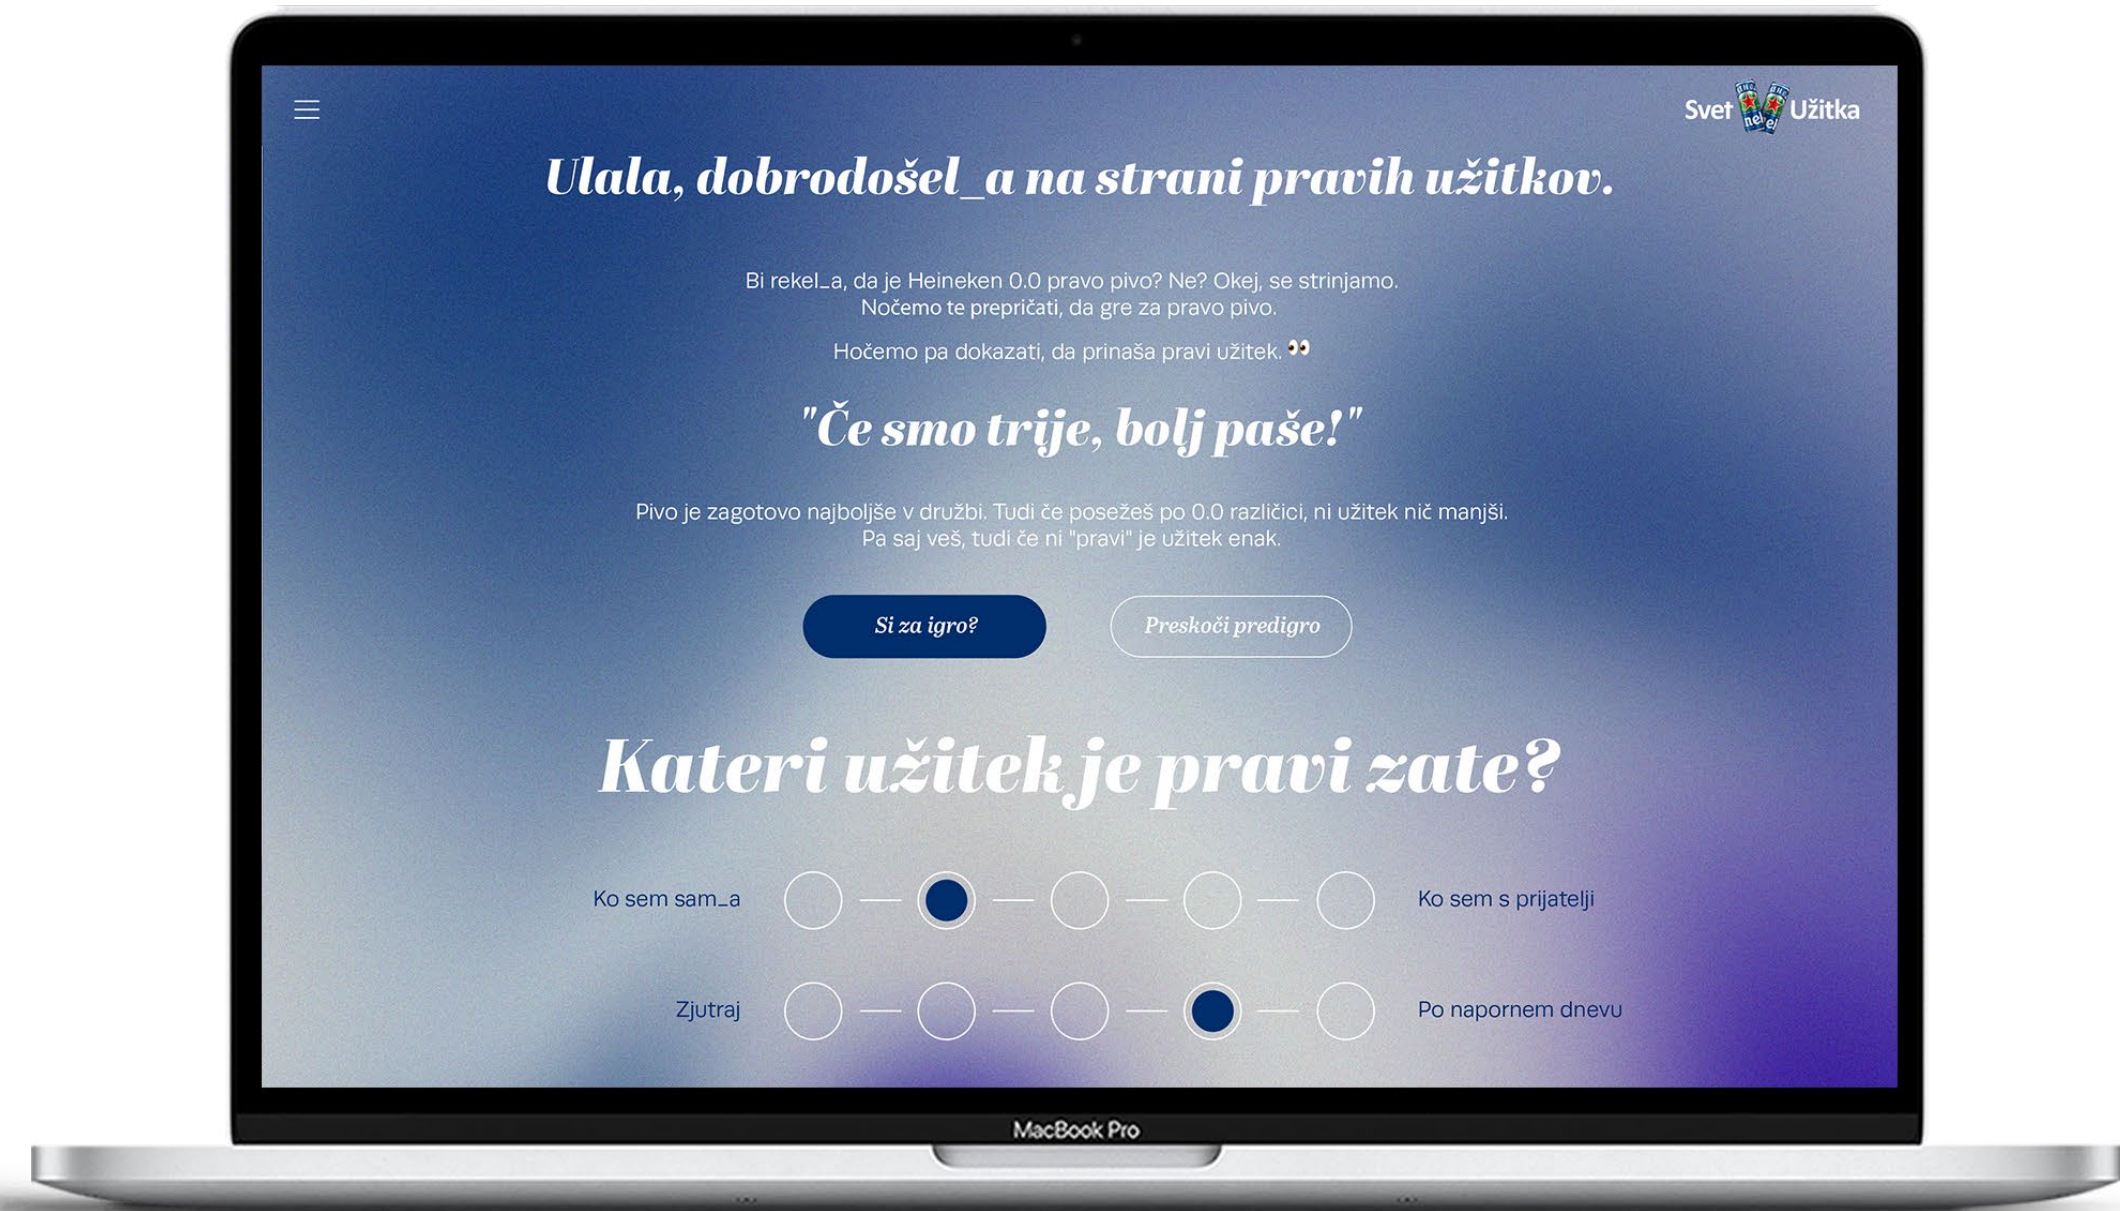 Svet Užitka
Ulala, dobrodošel_a na strani pravih užitkov.
Bi rekel_a, da je Heineken 0.0 pravo pivo? Ne? Okej, se strinjamo.
Nočemo te prepričati, da gre za pravo pivo.
Hočemo pa dokazati, da prinaša pravi užitek. 👀
"Če smo trije, bolj paše!"
Pivo je zagotovo najboljše v družbi. Tudi če posežeš po 0.0 različici, ni užitek nič manjši.
Pa saj veš, tudi če ni "pravi" je užitek enak.
Si za igro?
Preskoči predigro
Kateri užitek je pravi zate?
Ko sem sam_a
Ko sem s prijatelji
Zjutraj
Po napornem dnevu
MacBook Pro